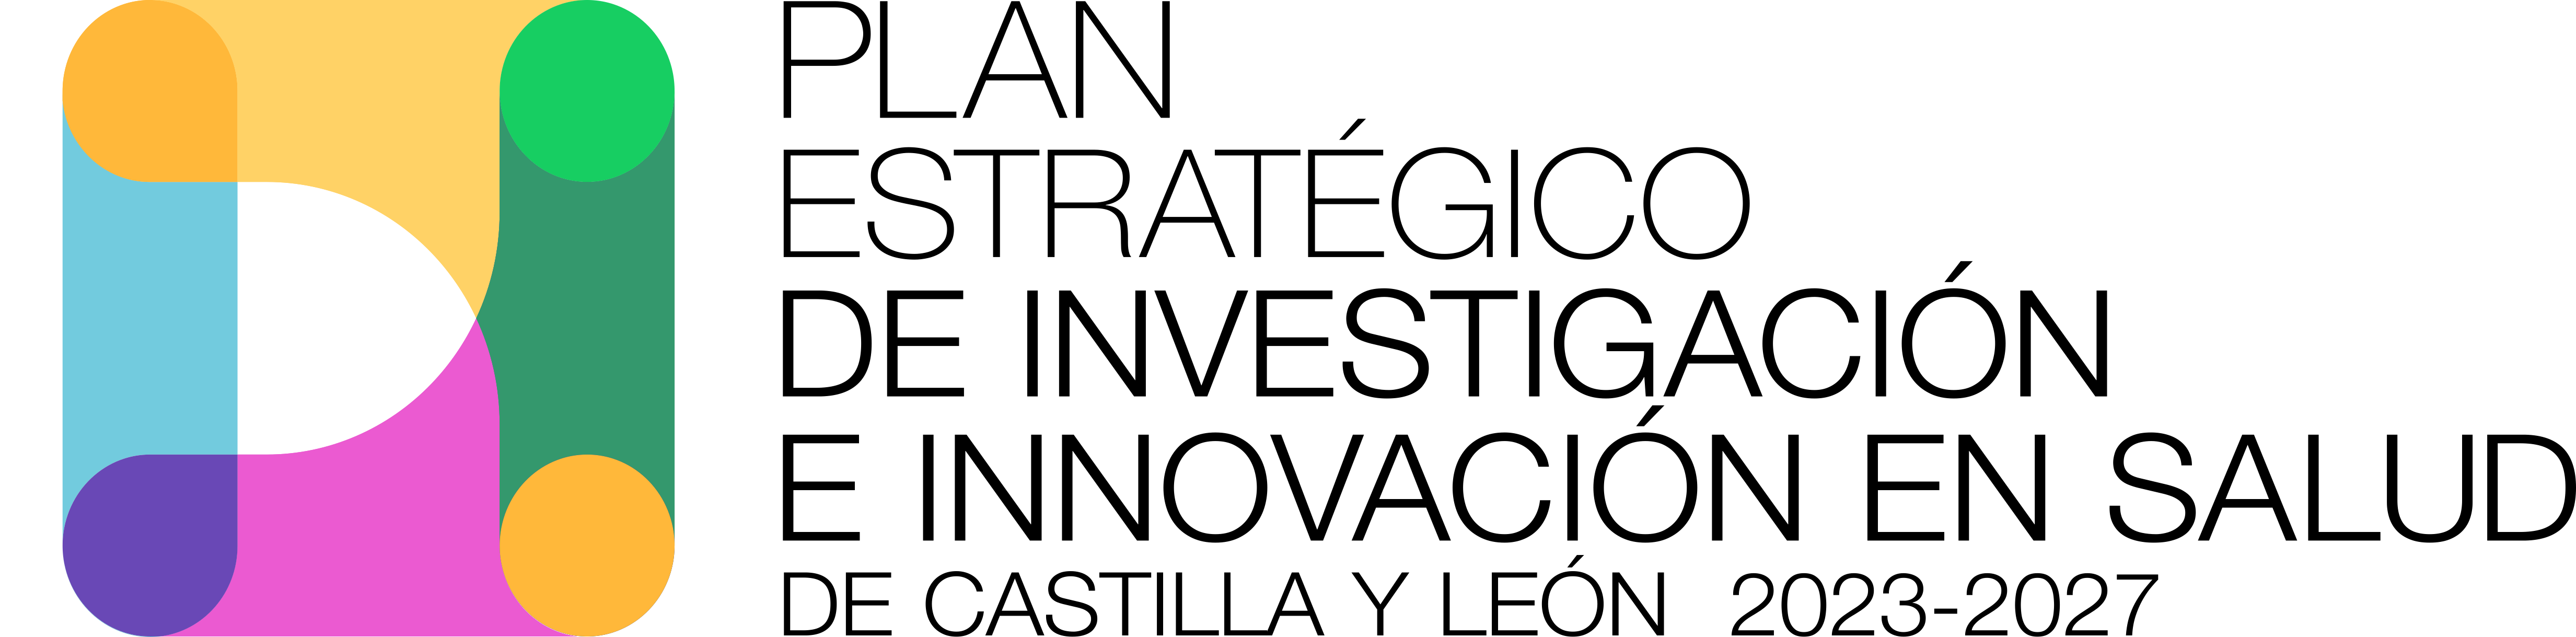 PLAN
ESTRATÉGICO
DE INVESTIGACIÓN
E INNOVACIÓN EN SALUD
DE CASTILLA Y LEÓN 2023-2027